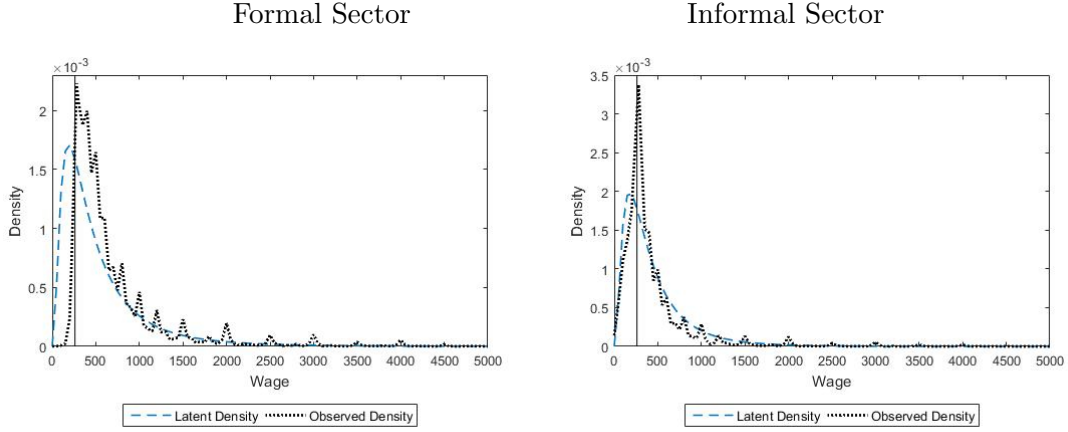 Formal Sector
×10⁻³
2
1.5
1
0.5
0
Density
0 500 1000 1500 2000 2500 3000 3500 4000 4500 5000
Wage
Latent Density Observed Density
Informal Sector
×10⁻³
3.5
3
2.5
2
1.5
1
0.5
0
Density
0 500 1000 1500 2000 2500 3000 3500 4000 4500 5000
Wage
Latent Density Observed Density